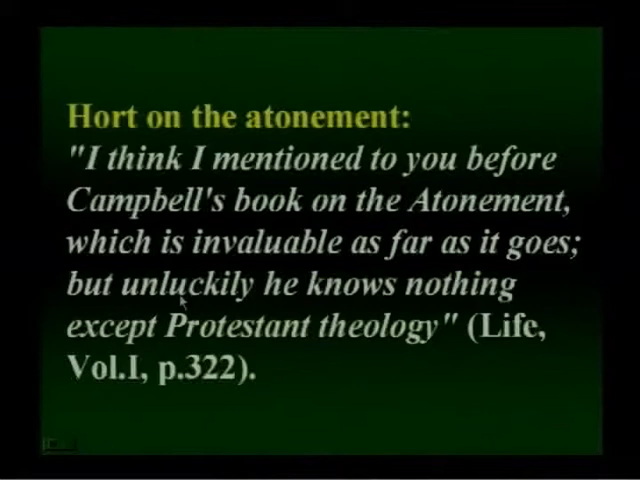 Hort on the atonement:
"I think I mentioned to you before
Campbell's book on the Atonement,
which is invaluable as far as it goes;
but unluckily he knows nothing
except Protestant theology" (Life,
Vol.I, p.322).